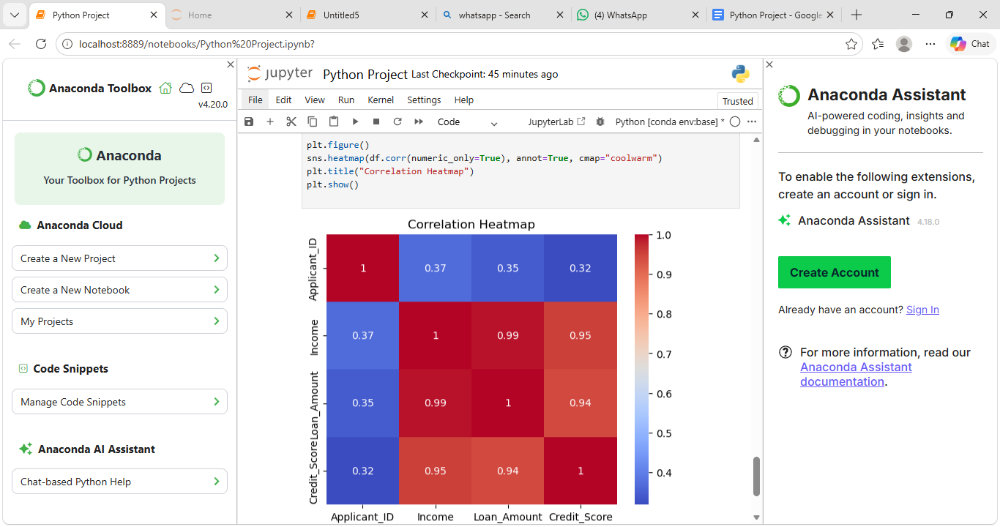 Python Project
Home
Untitled5
whatsapp - Search
(4) WhatsApp
Python Project - Google
localhost:8889/notebooks/Python%20Project.ipynb?
Chat
Anaconda Toolbox
v4.20.0
Anaconda
Your Toolbox for Python Projects
Anaconda Cloud
Create a New Project
Create a New Notebook
My Projects
Code Snippets
Manage Code Snippets
Anaconda AI Assistant
Chat-based Python Help
jupyter Python Project Last Checkpoint: 45 minutes ago
File Edit View Run Kernel Settings Help
Trusted
Code
JupyterLab
Python [conda env:base] *
plt.figure()
sns.heatmap(df.corr(numeric_only=True), annot=True, cmap="coolwarm")
plt.title("Correlation Heatmap")
plt.show()
Correlation Heatmap
Applicant_ID
1 0.37 0.35 0.32
Income
0.37 1 0.99 0.95
Loan_Amount
0.35 0.99 1 0.94
Credit_Score
0.32 0.95 0.94 1
Applicant_ID Income Loan_Amount Credit_Score
1.0
0.9
0.8
0.7
0.6
0.5
0.4
Anaconda Assistant
AI-powered coding, insights and
debugging in your notebooks.
To enable the following extensions,
create an account or sign in.
Anaconda Assistant 4.18.0
Create Account
Already have an account? Sign In
For more information, read our
Anaconda Assistant
documentation.